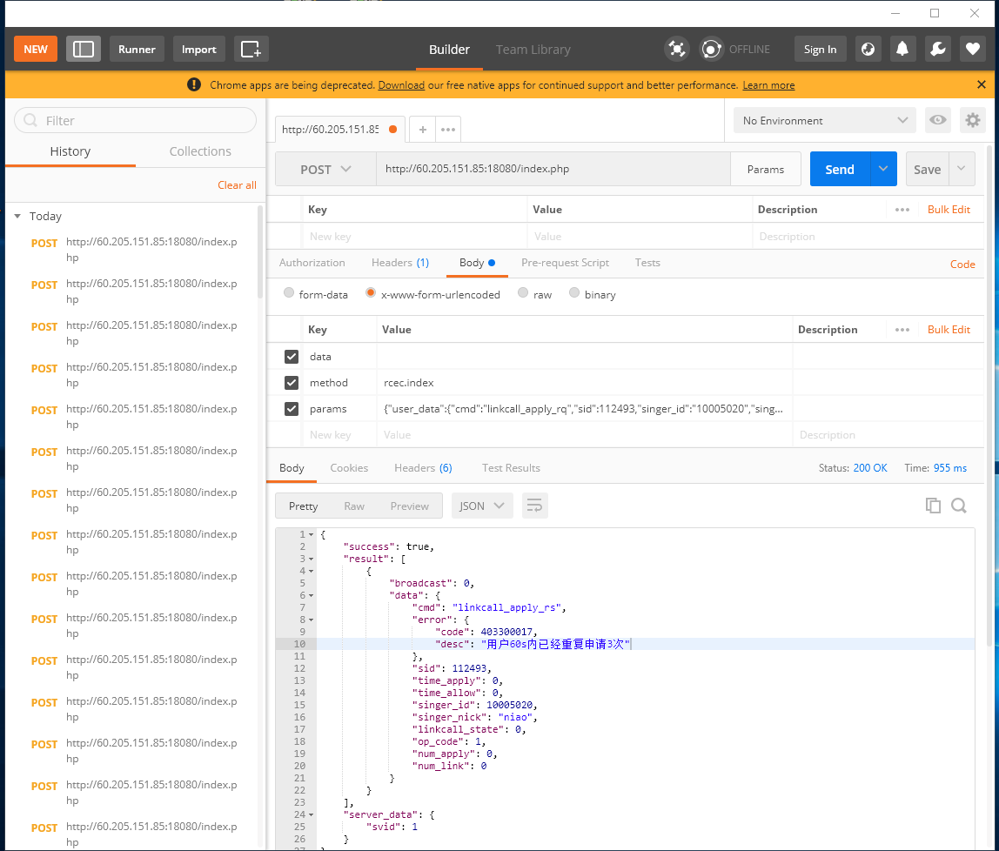 NEW Runner Import Builder Team Library OFFLINE Sign In
Chrome apps are being deprecated. Download our free native apps for continued support and better performance. Learn more
Filter
History Collections
Clear all
Today
POST http://60.205.151.85:18080/index.p
hp
POST http://60.205.151.85:18080/index.p
hp
POST http://60.205.151.85:18080/index.p
hp
POST http://60.205.151.85:18080/index.p
hp
POST http://60.205.151.85:18080/index.p
hp
POST http://60.205.151.85:18080/index.p
hp
POST http://60.205.151.85:18080/index.p
hp
POST http://60.205.151.85:18080/index.p
hp
POST http://60.205.151.85:18080/index.p
hp
POST http://60.205.151.85:18080/index.p
hp
POST http://60.205.151.85:18080/index.p
hp
POST http://60.205.151.85:18080/index.p
hp
POST http://60.205.151.85:18080/index.p
hp
POST http://60.205.151.85:18080/index.p
hp
POST http://60.205.151.85:18080/index.p
hp
http://60.205.151.85 + ••• No Environment
POST http://60.205.151.85:18080/index.php Params Send Save
Key Value Description ••• Bulk Edit
New key Value Description
Authorization Headers (1) Body Pre-request Script Tests Code
form-data x-www-form-urlencoded raw binary
Key Value Description ••• Bulk Edit
data
method rcec.index
params {"user_data":{"cmd":"linkcall_apply_rq","sid":112493,"singer_id":"10005020","sing...
New key Value Description
Body Cookies Headers (6) Test Results Status: 200 OK Time: 955 ms
Pretty Raw Preview JSON
1 {
2 "success": true,
3 "result": [
4 {
5 "broadcast": 0,
6 "data": {
7 "cmd": "linkcall_apply_rs",
8 "error": {
9 "code": 403300017,
10 "desc": "用户60s内已经重复申请3次"
11 },
12 "sid": 112493,
13 "time_apply": 0,
14 "time_allow": 0,
15 "singer_id": 10005020,
16 "singer_nick": "niao",
17 "linkcall_state": 0,
18 "op_code": 1,
19 "num_apply": 0,
20 "num_link": 0
21 }
22 }
23 ],
24 "server_data": {
25 "svid": 1
26 }